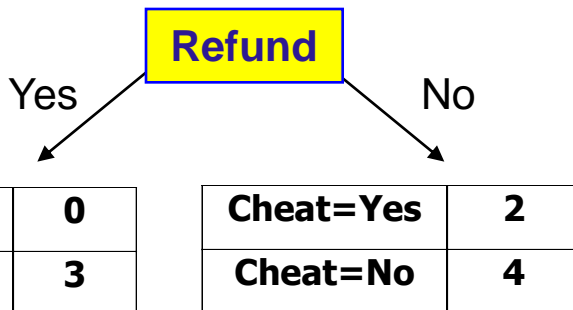 Refund
Yes No
0 Cheat=Yes 2
3 Cheat=No 4